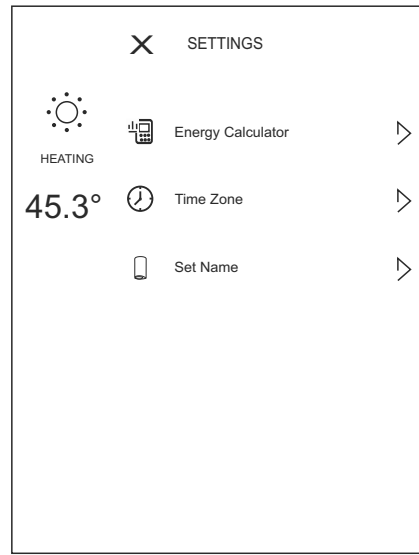 SETTINGS
Energy Calculator
HEATING
45.3°
Time Zone
Set Name